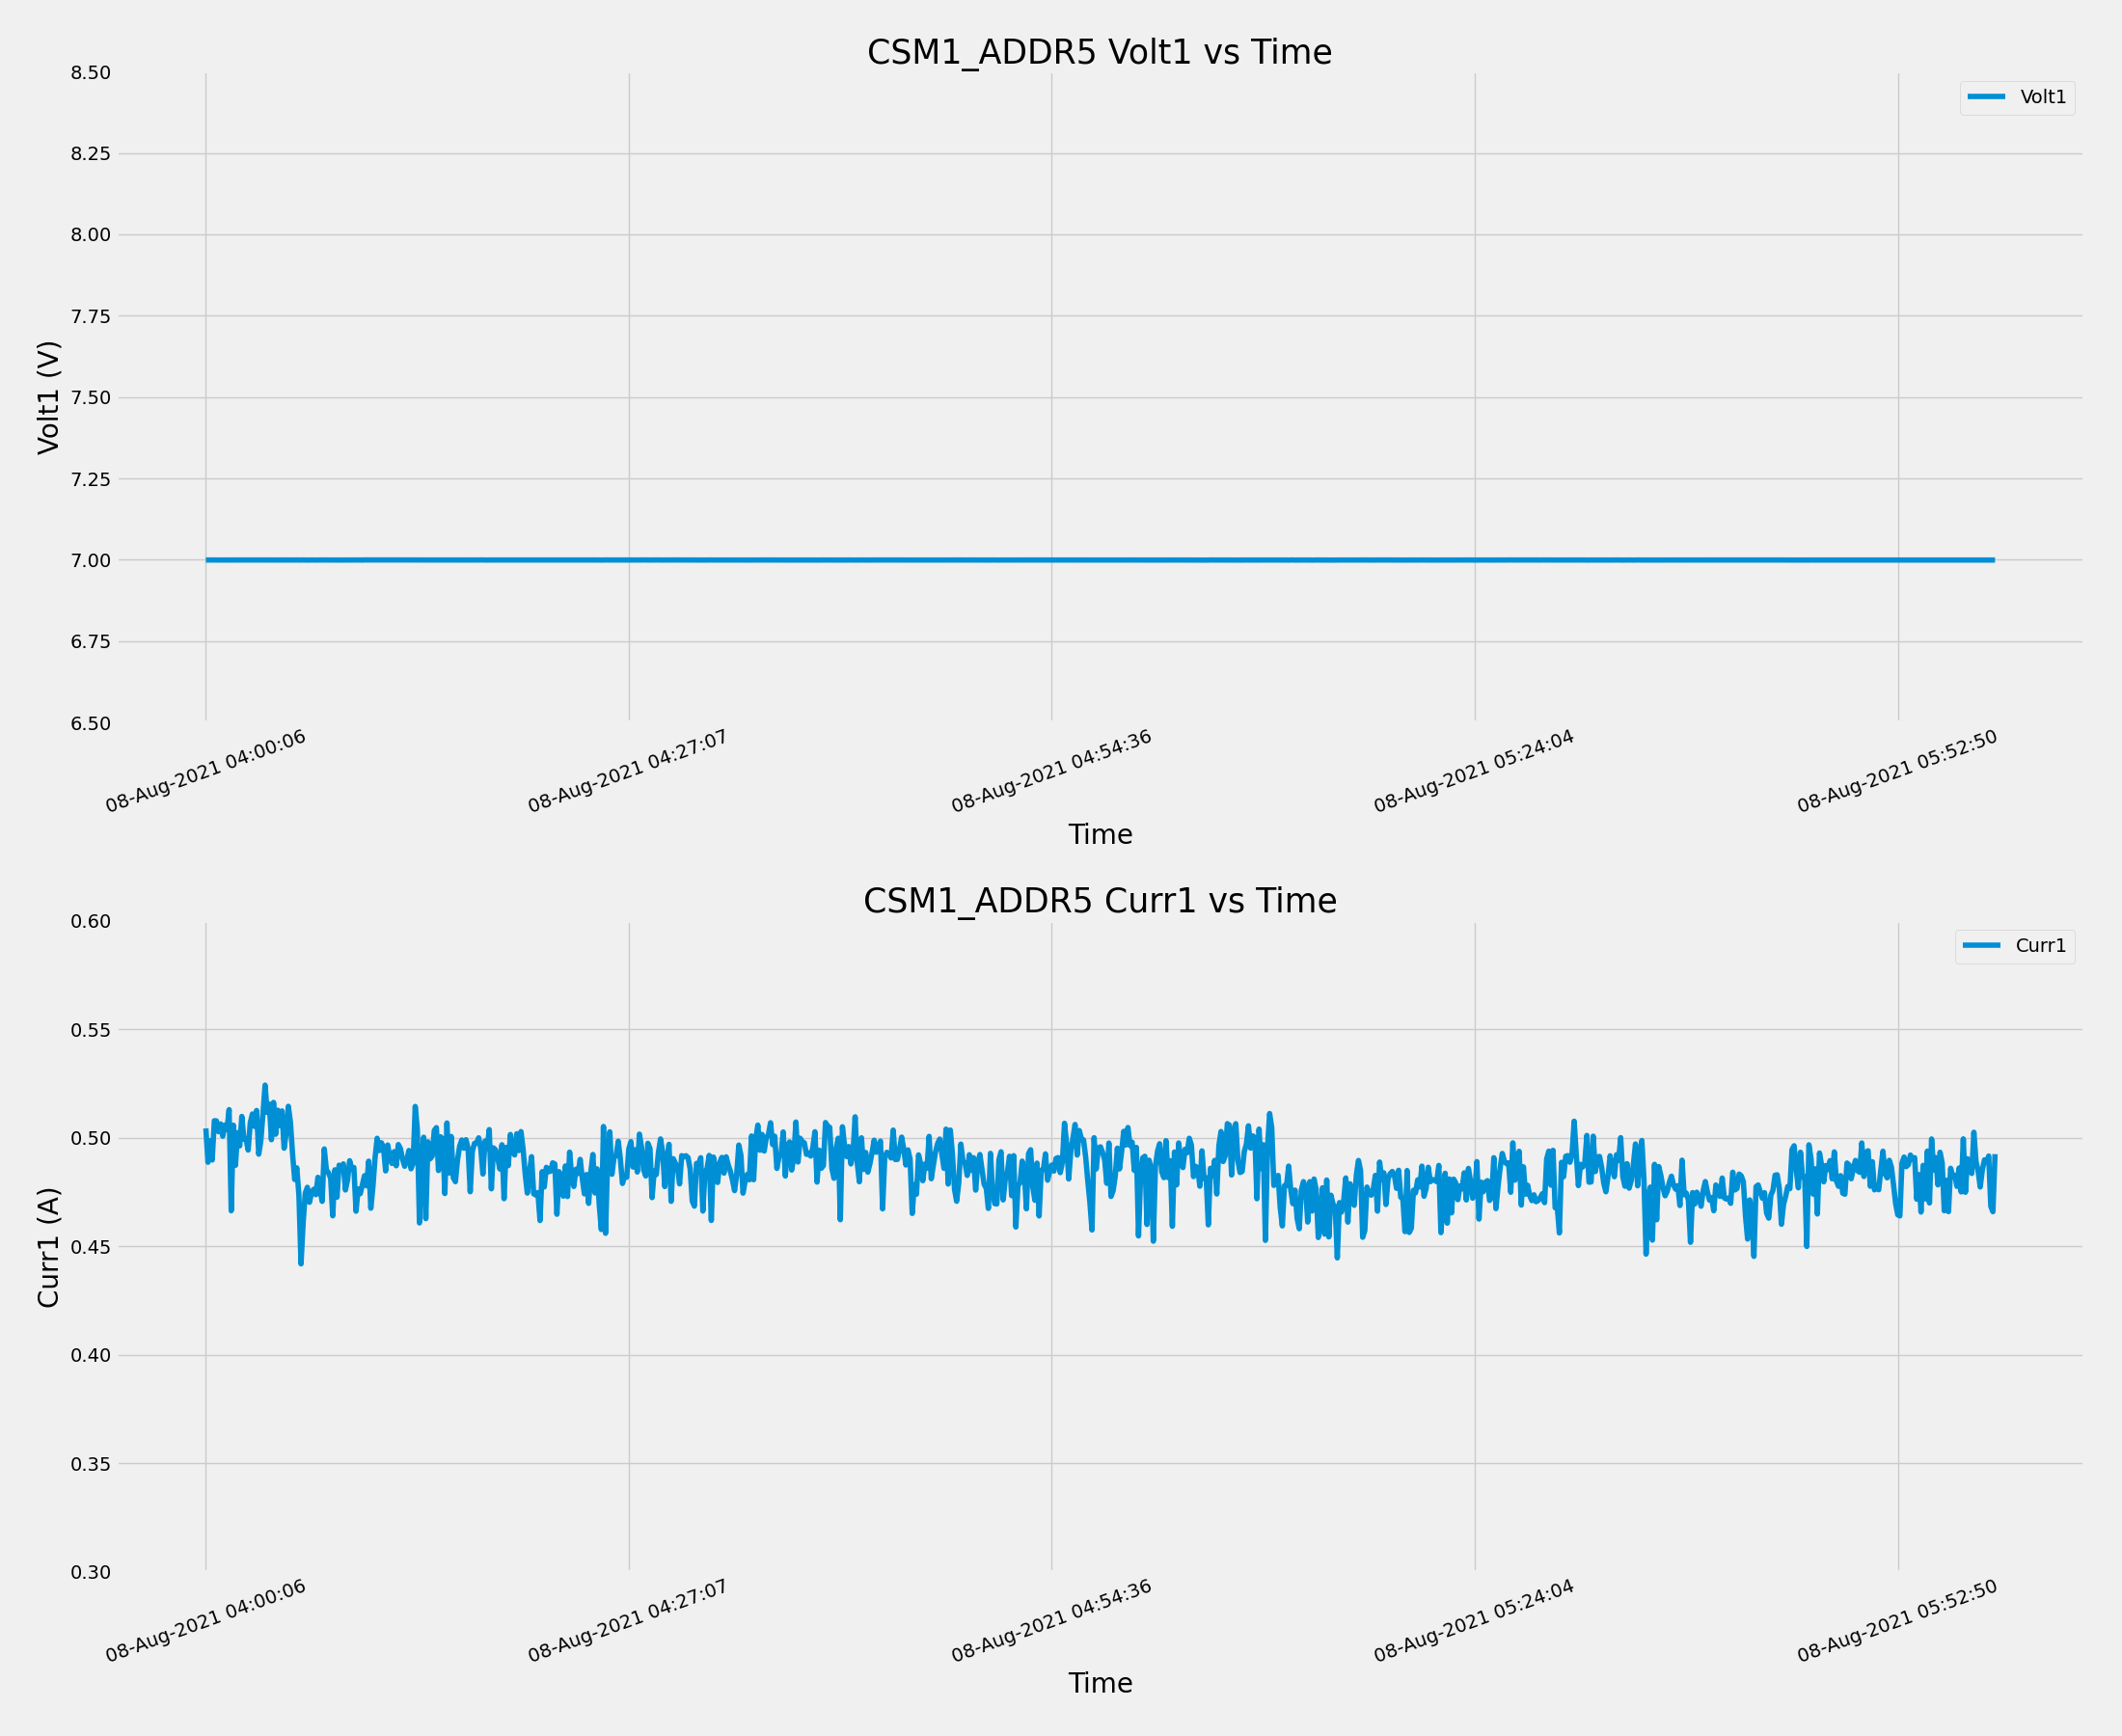 CSM1_ADDR5 Volt1 vs Time
8.50
8.25
8.00
7.75
7.50
7.25
7.00
6.75
6.50
Volt1 (V)
Volt1
08-Aug-2021 04:00:06
08-Aug-2021 04:27:07
08-Aug-2021 04:54:36
08-Aug-2021 05:24:04
08-Aug-2021 05:52:50
Time
CSM1_ADDR5 Curr1 vs Time
0.60
0.55
0.50
0.45
0.40
0.35
0.30
Curr1 (A)
Curr1
08-Aug-2021 04:00:06
08-Aug-2021 04:27:07
08-Aug-2021 04:54:36
08-Aug-2021 05:24:04
08-Aug-2021 05:52:50
Time